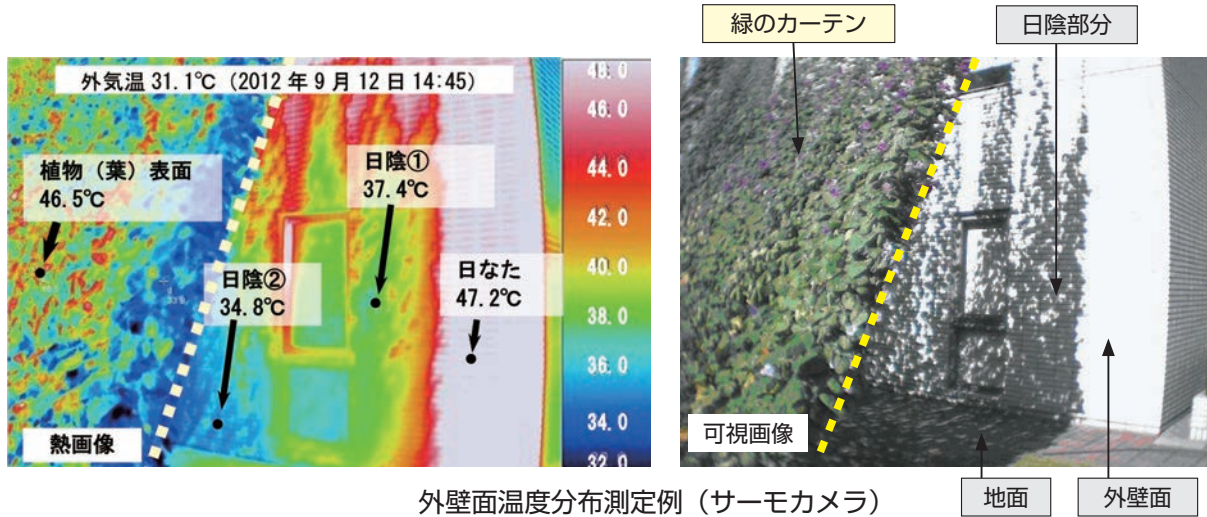 緑のカーテン
日陰部分
外気温 31.1℃ (2012 年 9 月 12 日 14:45)
48.0
46.0
44.0
42.0
40.0
38.0
36.0
34.0
32.0
植物（葉）表面
46.5℃
日陰①
37.4℃
日陰②
34.8℃
日なた
47.2℃
熱画像
可視画像
地面
外壁面
外壁面温度分布測定例（サーモカメラ）